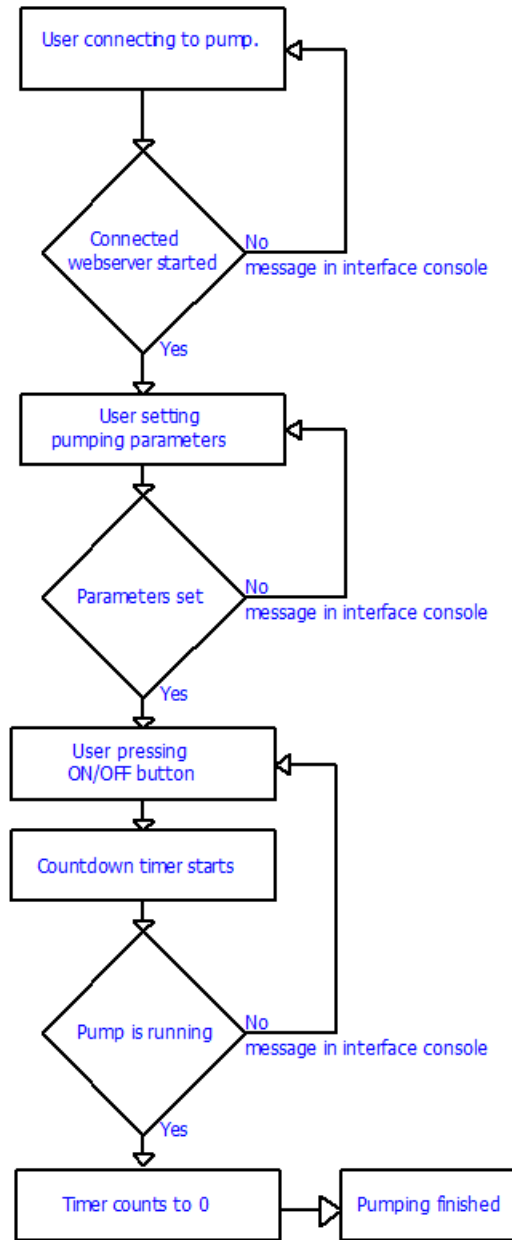 User connecting to pump.
Connected
webserver started
No
message in interface console
Yes
User setting
pumping parameters
Parameters set
No
message in interface console
Yes
User pressing
ON/OFF button
Countdown timer starts
Pump is running
No
message in interface console
Yes
Timer counts to 0
Pumping finished